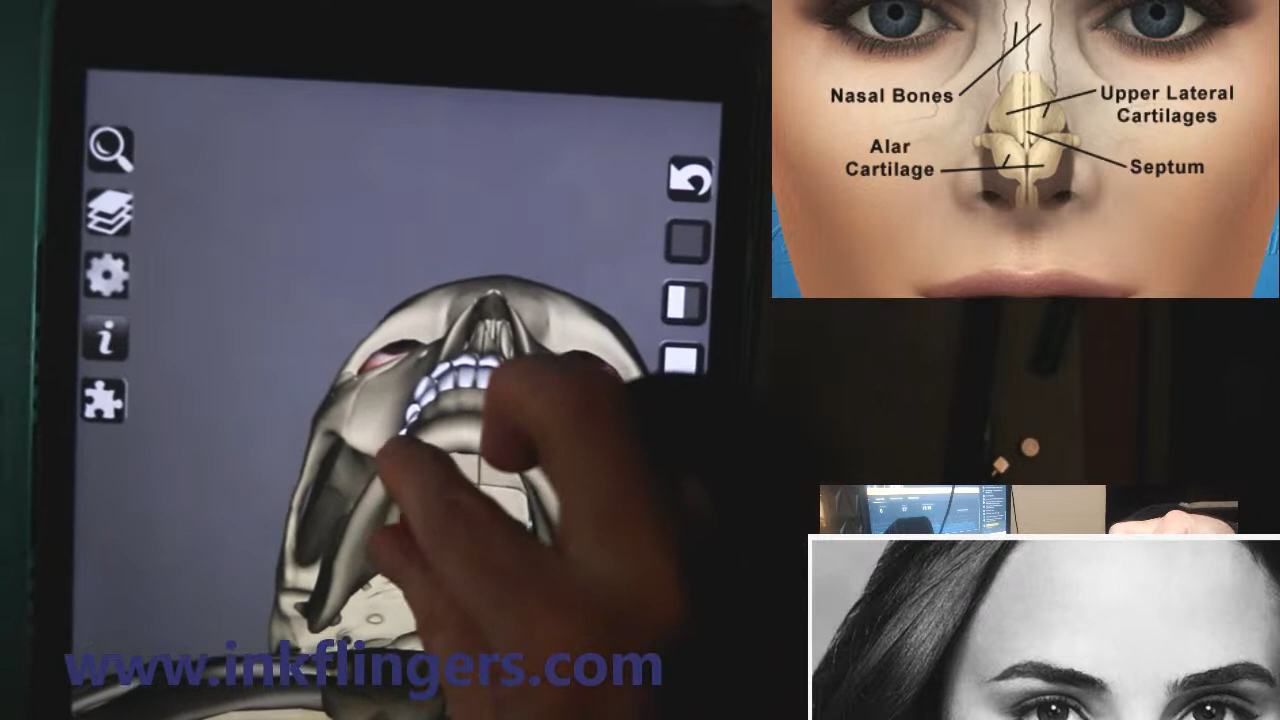 Nasal Bones
Upper Lateral
Cartilages
Alar
Cartilage
Septum
i
www.inkflingers.com